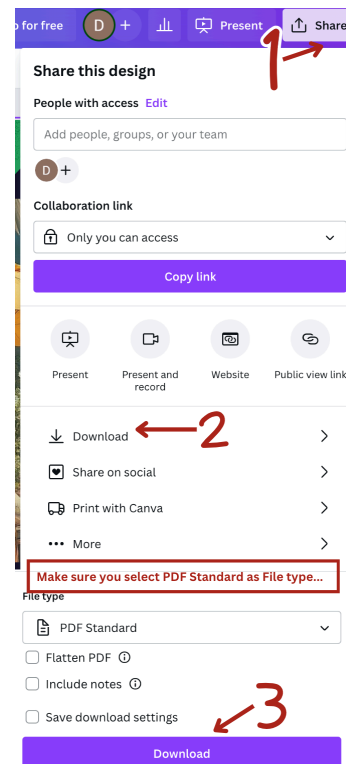 o for free D + Present 1 Share
Share this design
People with access Edit
Add people, groups, or your team
D +
Collaboration link
Only you can access
Copy link
Present Present and record Website Public view link
Download 2
Share on social
Print with Canva
More
Make sure you select PDF Standard as File type...
File type
PDF Standard
Flatten PDF
Include notes
Save download settings 3
Download